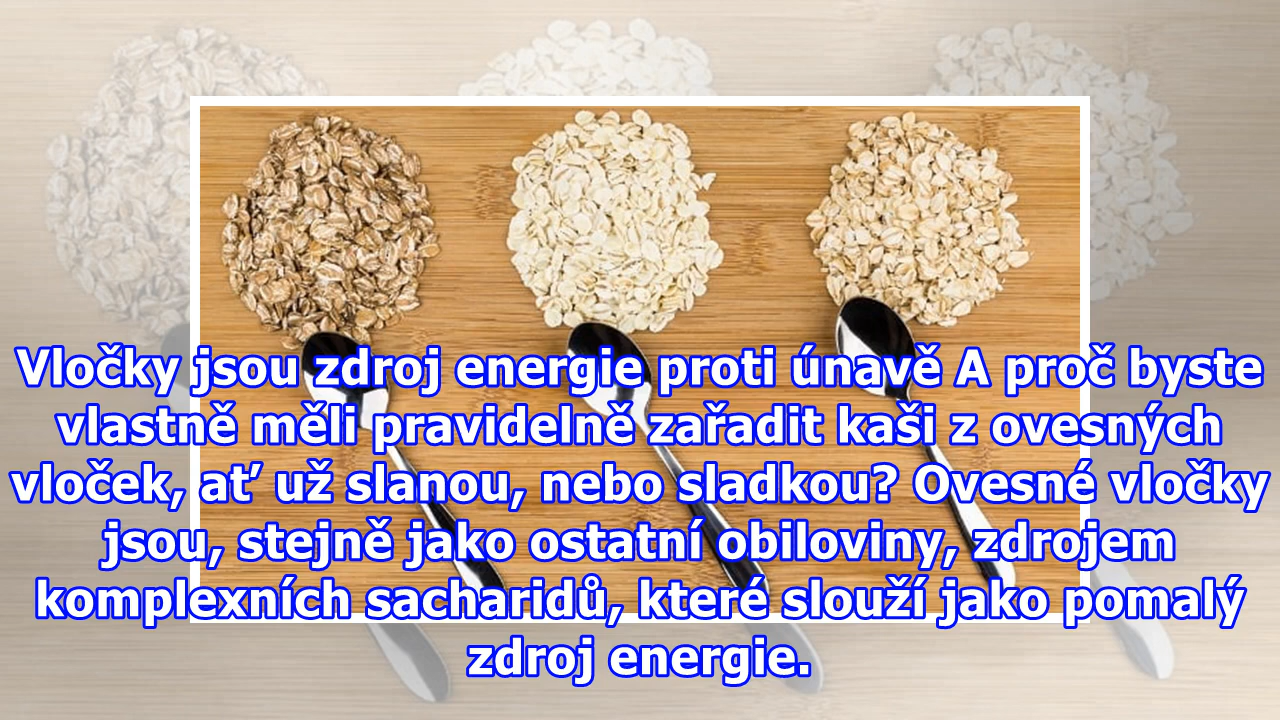 Vločky jsou zdroj energie proti únavě A proč byste
vlastně měli pravidelně zařadit kaši z ovesných
vloček, ať už slanou, nebo sladkou? Ovesné vločky
jsou, stejně jako ostatní obiloviny, zdrojem
komplexních sacharidů, které slouží jako pomalý
zdroj energie.